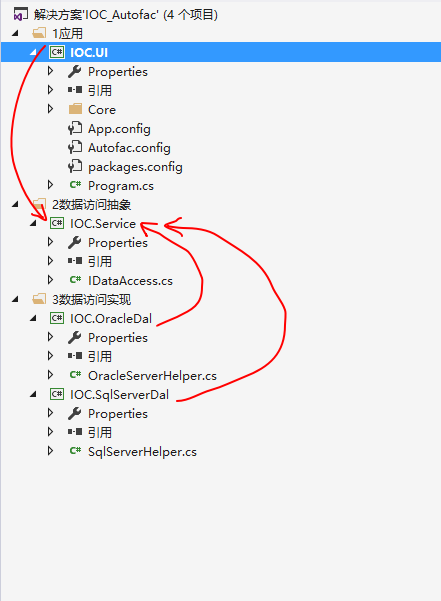 解决方案'IOC_Autofac' (4 个项目)
1应用
C# IOC.UI
Properties
引用
Core
App.config
Autofac.config
packages.config
C# Program.cs
2数据访问抽象
C# IOC.Service
Properties
引用
C# IDataAccess.cs
3数据访问实现
C# IOC.OracleDal
Properties
引用
C# OracleServerHelper.cs
C# IOC.SqlServerDal
Properties
引用
C# SqlServerHelper.cs